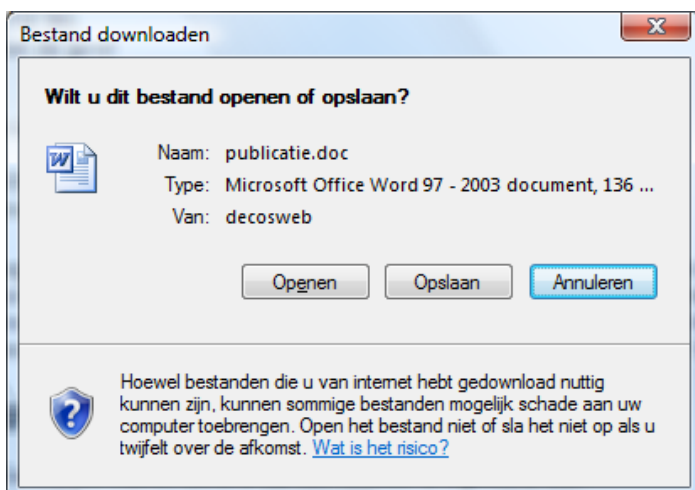 Bestand downloaden
Wilt u dit bestand openen of opslaan?
Naam: publicatie.doc
Type: Microsoft Office Word 97 - 2003 document, 136 ...
Van: decosweb
Openen Opslaan Annuleren
Hoewel bestanden die u van internet hebt gedownload nuttig
kunnen zijn, kunnen sommige bestanden mogelijk schade aan uw
computer toebrengen. Open het bestand niet of sla het niet op als u
twijfelt over de afkomst. Wat is het risico?